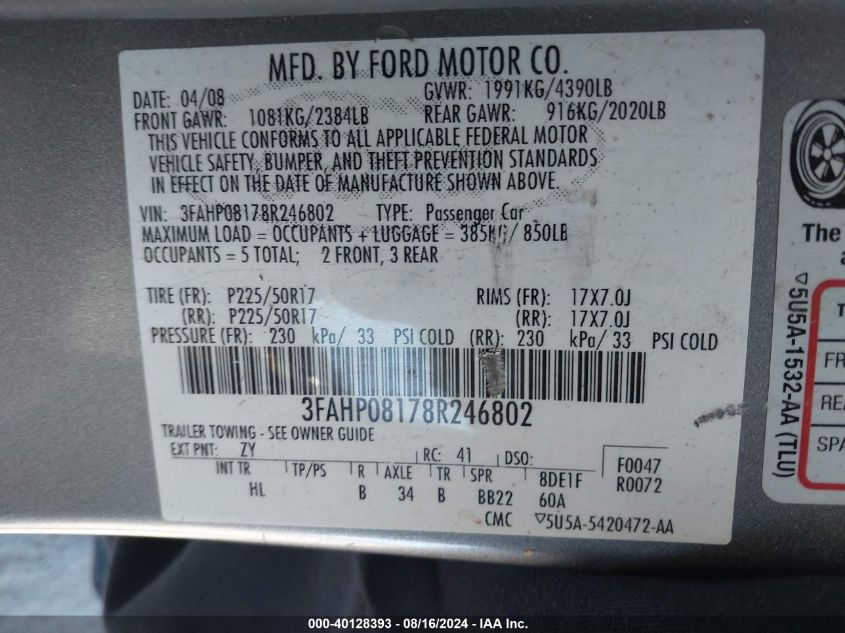 MFD. BY FORD MOTOR CO.
DATE: 04/08 GVWR: 1991KG/4390LB
FRONT GAWR: 1081KG/2384LB REAR GAWR: 916KG/2020LB
THIS VEHICLE CONFORMS TO ALL APPLICABLE FEDERAL MOTOR
VEHICLE SAFETY, BUMPER, AND THEFT PREVENTION STANDARDS
IN EFFECT ON THE DATE OF MANUFACTURE SHOWN ABOVE.
VIN: 3FAHP08178R246802 TYPE: Passenger Car
MAXIMUM LOAD = OCCUPANTS + LUGGAGE = 385KG/ 850LB
OCCUPANTS = 5 TOTAL; 2 FRONT, 3 REAR
TIRE (FR): P225/50R17 RIMS (FR): 17X7.0J
(RR): P225/50R17 (RR): 17X7.0J
PRESSURE (FR): 230 kPa/ 33 PSI COLD (RR): 230 kPa/ 33 PSI COLD
3FAHP08178R246802
TRAILER TOWING - SEE OWNER GUIDE
EXT PNT: ZY RC: 41 DSO: F0047
INT TR TP/PS R AXLE TR SPR 8DE1F R0072
HL B 34 B BB22 60A
CMC ▽5U5A-5420472-AA
The
a
▽5U5A-1532-AA (TLU)
T
FR
REA
SPA
000-40128393 - 08/16/2024 - IAA Inc.